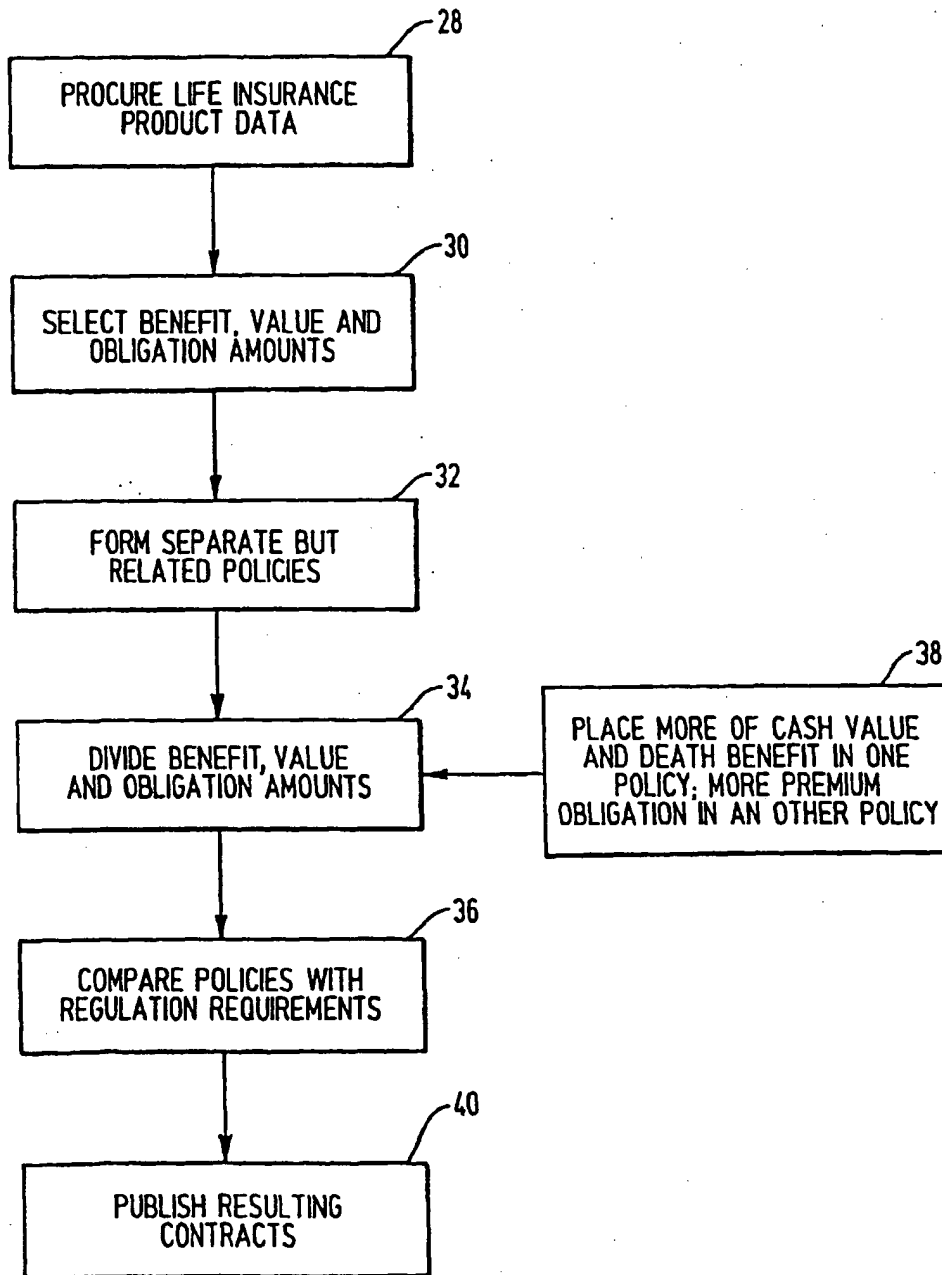 28
PROCURE LIFE INSURANCE
PRODUCT DATA
30
SELECT BENEFIT, VALUE AND
OBLIGATION AMOUNTS
32
FORM SEPARATE BUT
RELATED POLICIES
34
DIVIDE BENEFIT, VALUE
AND OBLIGATION AMOUNTS
38
PLACE MORE OF CASH VALUE
AND DEATH BENEFIT IN ONE
POLICY; MORE PREMIUM
OBLIGATION IN AN OTHER POLICY
36
COMPARE POLICIES WITH
REGULATION REQUIREMENTS
40
PUBLISH RESULTING
CONTRACTS